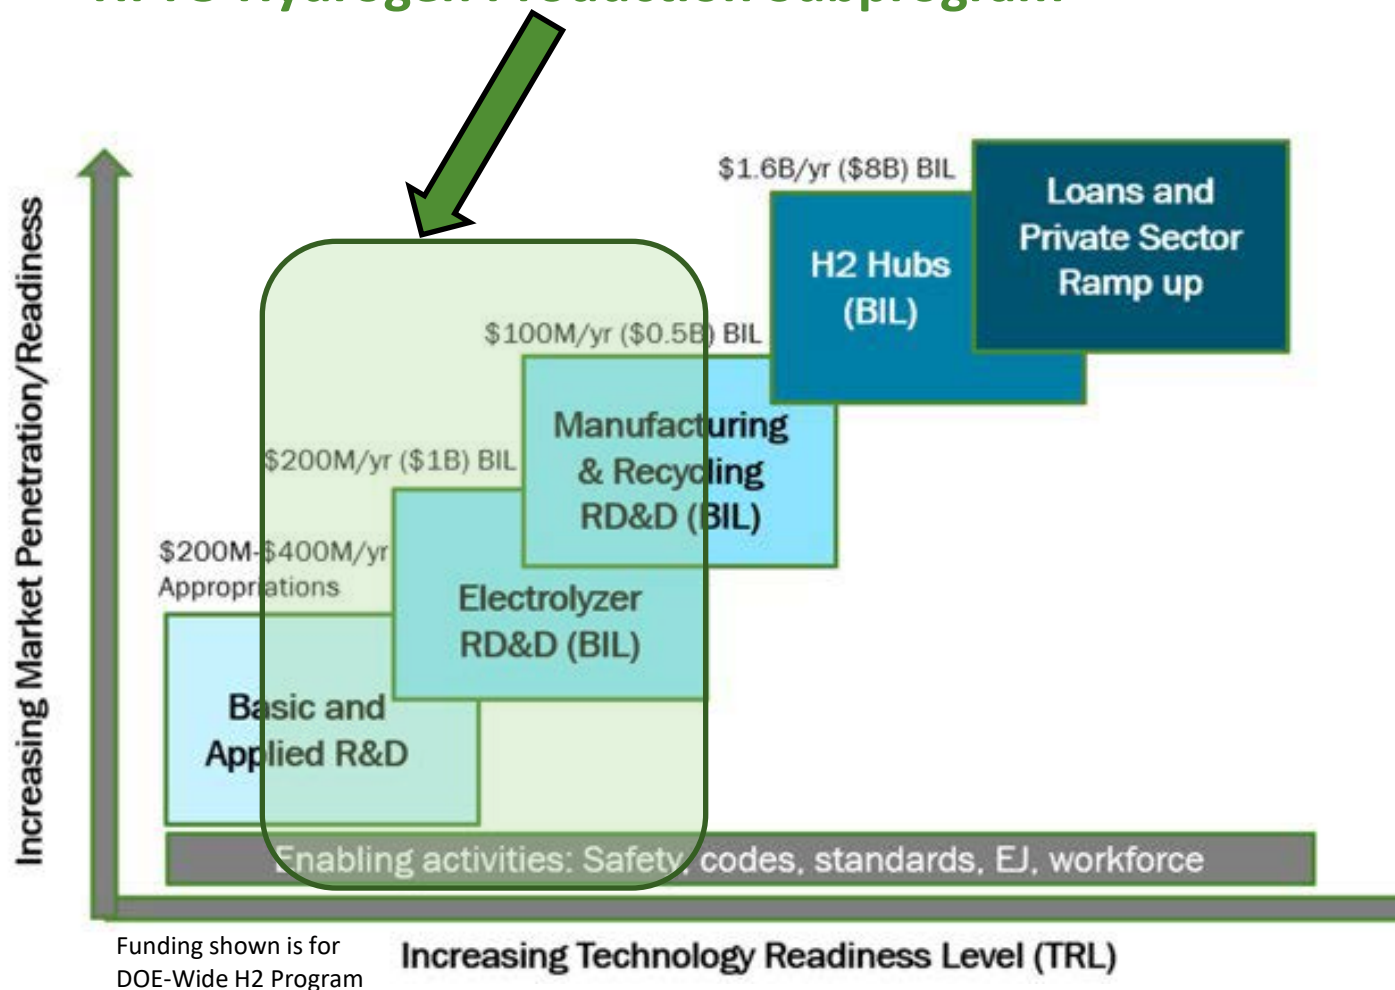 Hydrogen Production Subprogram
$1.6B/yr ($8B) BIL
Loans and
Private Sector
Ramp up
H2 Hubs
(BIL)
$100M/yr ($0.5B) BIL
Manufacturing
& Recycling
RD&D (BIL)
$200M/yr ($1B) BIL
Electrolyzer
RD&D (BIL)
$200M-$400M/yr
Appropriations
Basic and
Applied R&D
Enabling activities: Safety, codes, standards, EJ, workforce
Increasing Market Penetration/Readiness
Increasing Technology Readiness Level (TRL)
Funding shown is for
DOE-Wide H2 Program